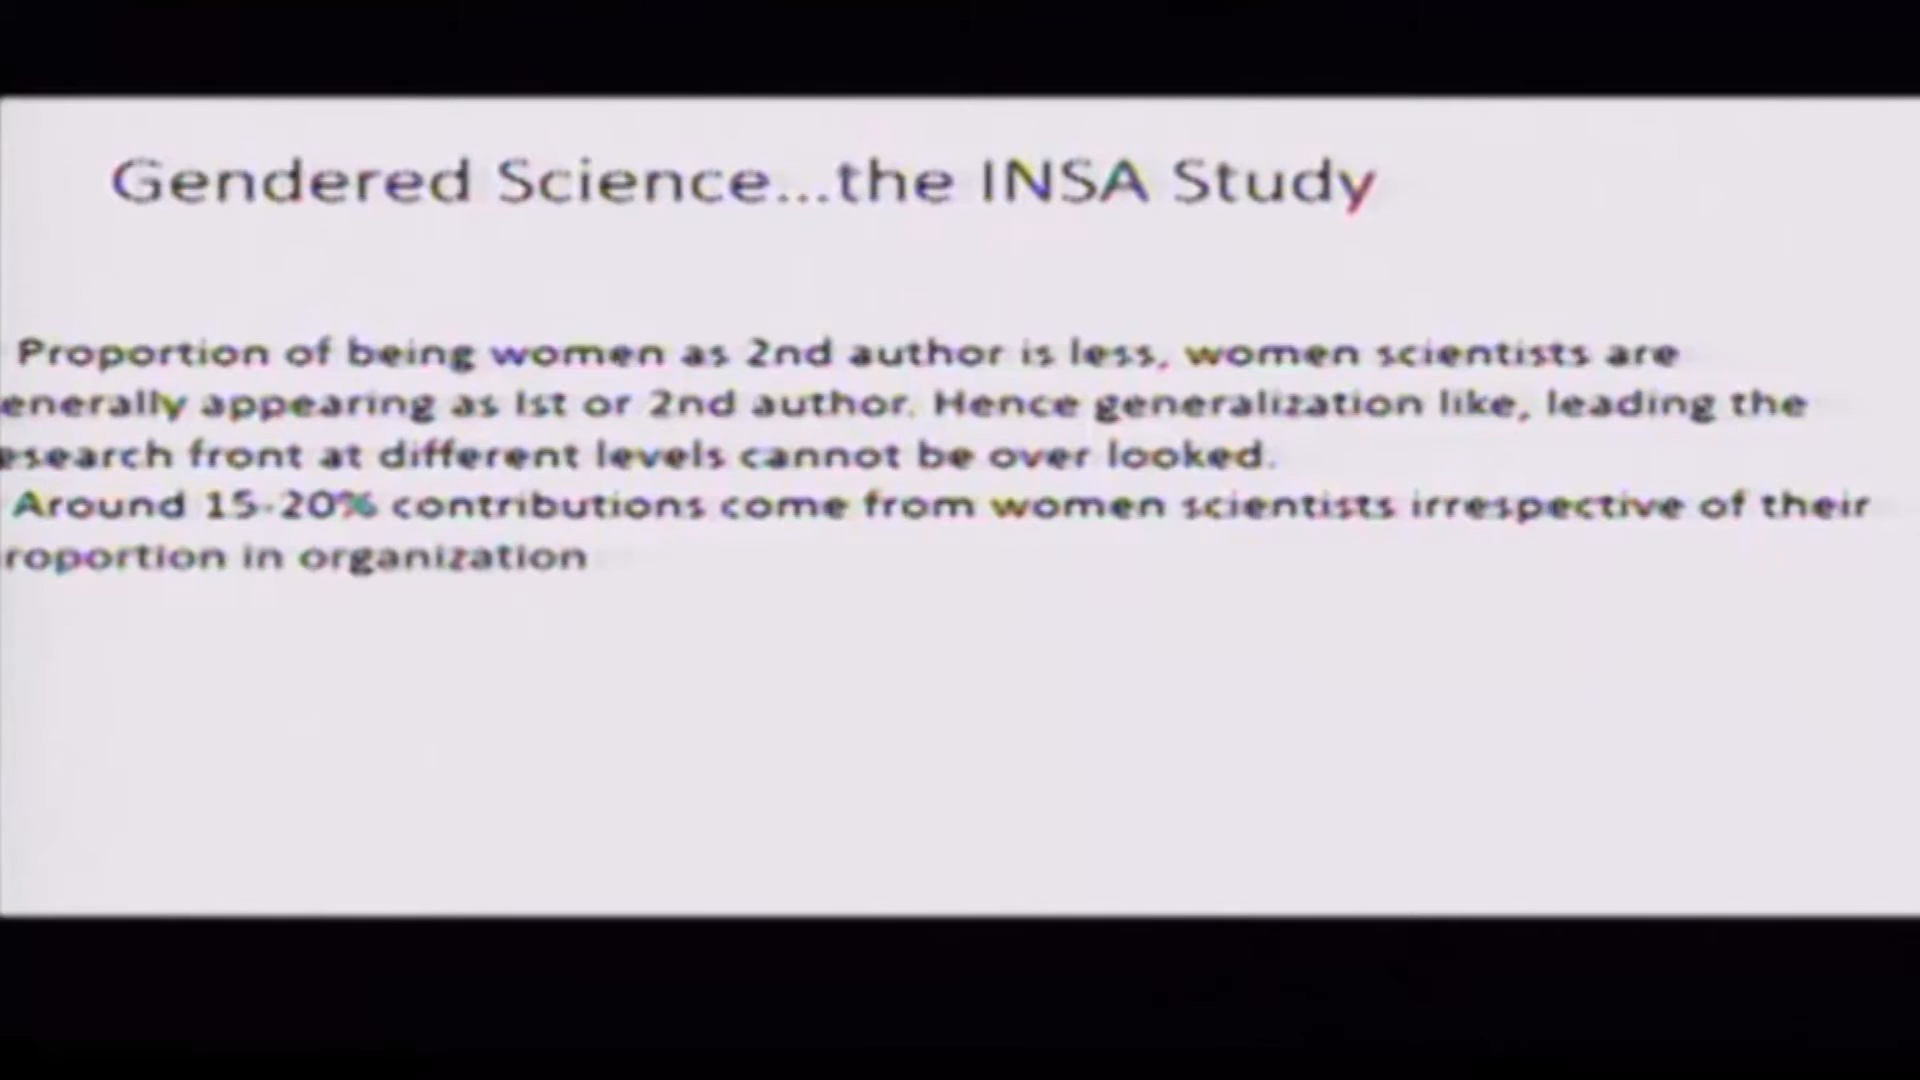 Gendered Science...the INSA Study
Proportion of being women as 2nd author is less, women scientists are
enerally appearing as Ist or 2nd author. Hence generalization like, leading the
esearch front at different levels cannot be over looked.
Around 15-20% contributions come from women scientists irrespective of their
roportion in organization